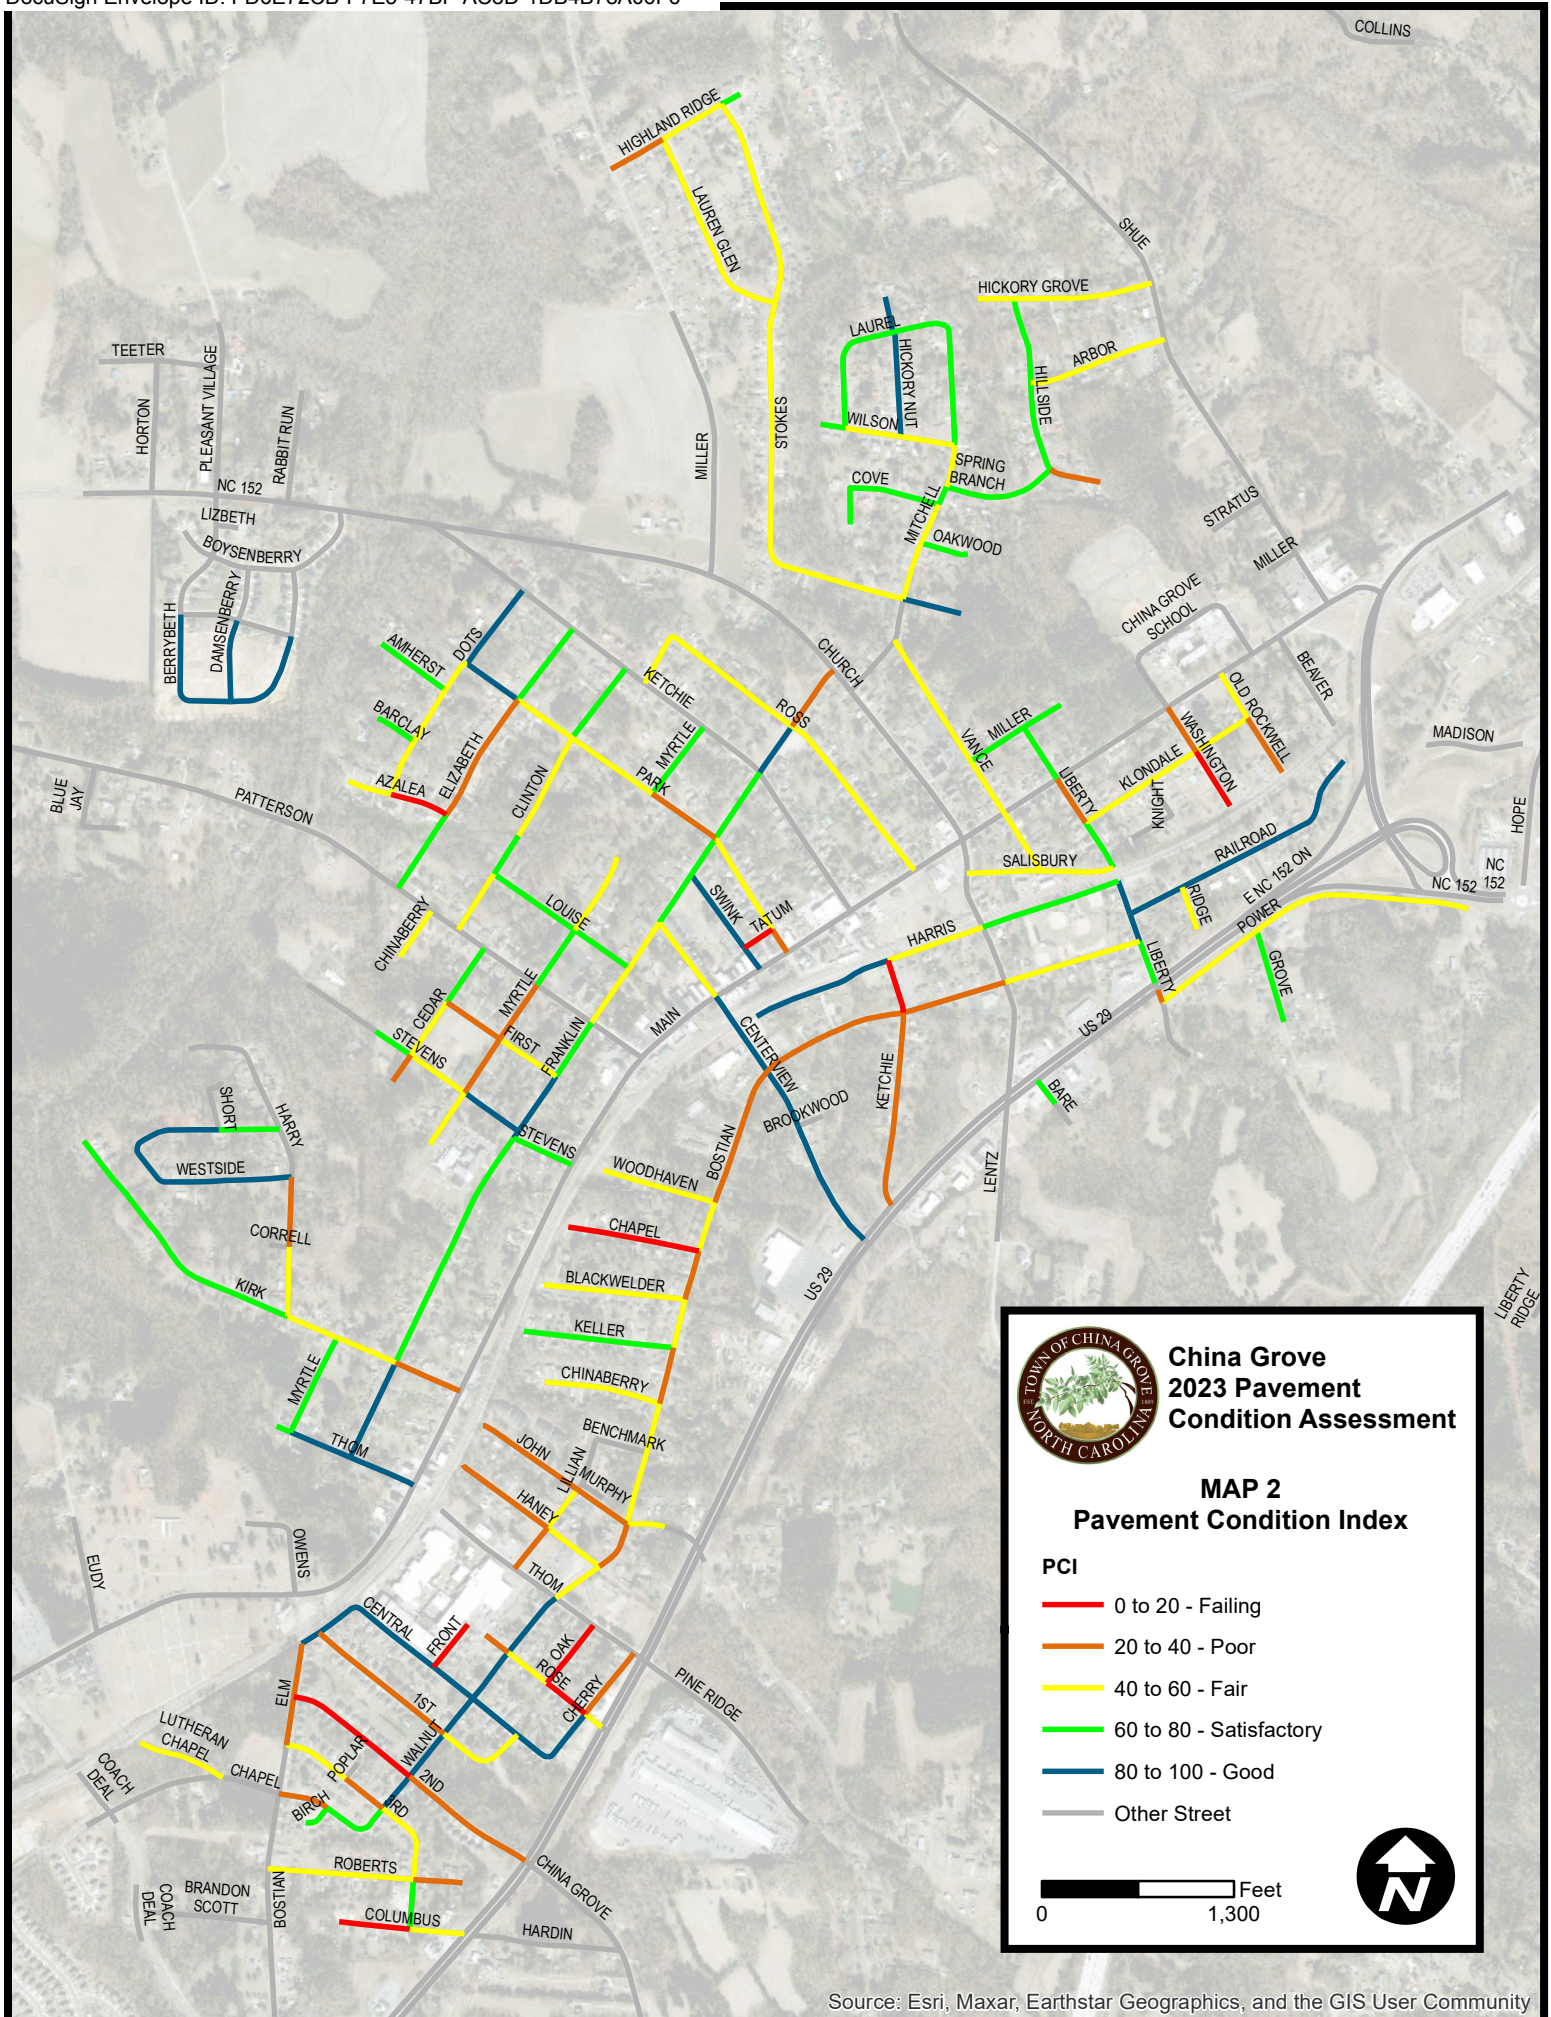 COLLINS
HIGHLAND RIDGE
LAUREN GLEN
SHUE
HICKORY GROVE
LAUREL
HICKORY NUT
ARBOR
HILLSIDE
TEETER
PLEASANT VILLAGE
HORTON
RABBIT RUN
STOKES
WILSON
MILLER
SPRING
BRANCH
COVE
NC 152
LIZBETH
MITCHELL
STRATUS
OAKWOOD
BOYSENBERRY
MILLER
BERRYBETH
DAMSENBERRY
CHINA GROVE
SCHOOL
AMHERST
DOTS
CHURCH
KETCHIE
BEAVER
OLD ROCKWELL
BARCLAY
ROSS
MYRTLE
VANCE
MILLER
WASHINGTON
MADISON
ELIZABETH
PARK
KLONDALE
AZALEA
CLINTON
LIBERTY
KNIGHT
BLUE
JAY
PATTERSON
HOPE
RAILROAD
SALISBURY
E NC 152 ON
NC
152
NC 152
CHINABERRY
LOUISE
SWINK
TATUM
RIDGE
POWER
HARRIS
CEDAR
MYRTLE
LIBERTY
GROVE
FIRST
FRANKLIN
MAIN
CENTERVIEW
US 29
STEVENS
KETCHIE
BARE
SHORT
HARRY
BROOKWOOD
STEVENS
BOSTIAN
WESTSIDE
WOODHAVEN
LENTZ
CORRELL
CHAPEL
KIRK
BLACKWELDER
US 29
LIBERTY
RIDGE
KELLER
MYRTLE
CHINABERRY
THOM
JOHN
BENCHMARK
LILLIAN
MURPHY
HANEY
OWENS
EUDY
THOM
CENTRAL
FRONT
OAK
ROSE
CHERRY
PINE RIDGE
ELM
1ST
LUTHERAN
CHAPEL
POPLAR
WALNUT
COACH
DEAL
CHAPEL
2ND
BIRCH
3RD
ROBERTS
CHINA GROVE
BRANDON
SCOTT
COACH
DEAL
BOSTIAN
COLUMBUS
HARDIN
TOWN OF CHINA GROVE
EST.
1889
NORTH CAROLINA
China Grove
2023 Pavement
Condition Assessment
MAP 2
Pavement Condition Index
PCI
0 to 20 - Failing
20 to 40 - Poor
40 to 60 - Fair
60 to 80 - Satisfactory
80 to 100 - Good
Other Street
Feet
0 1,300
N
Source: Esri, Maxar, Earthstar Geographics, and the GIS User Community